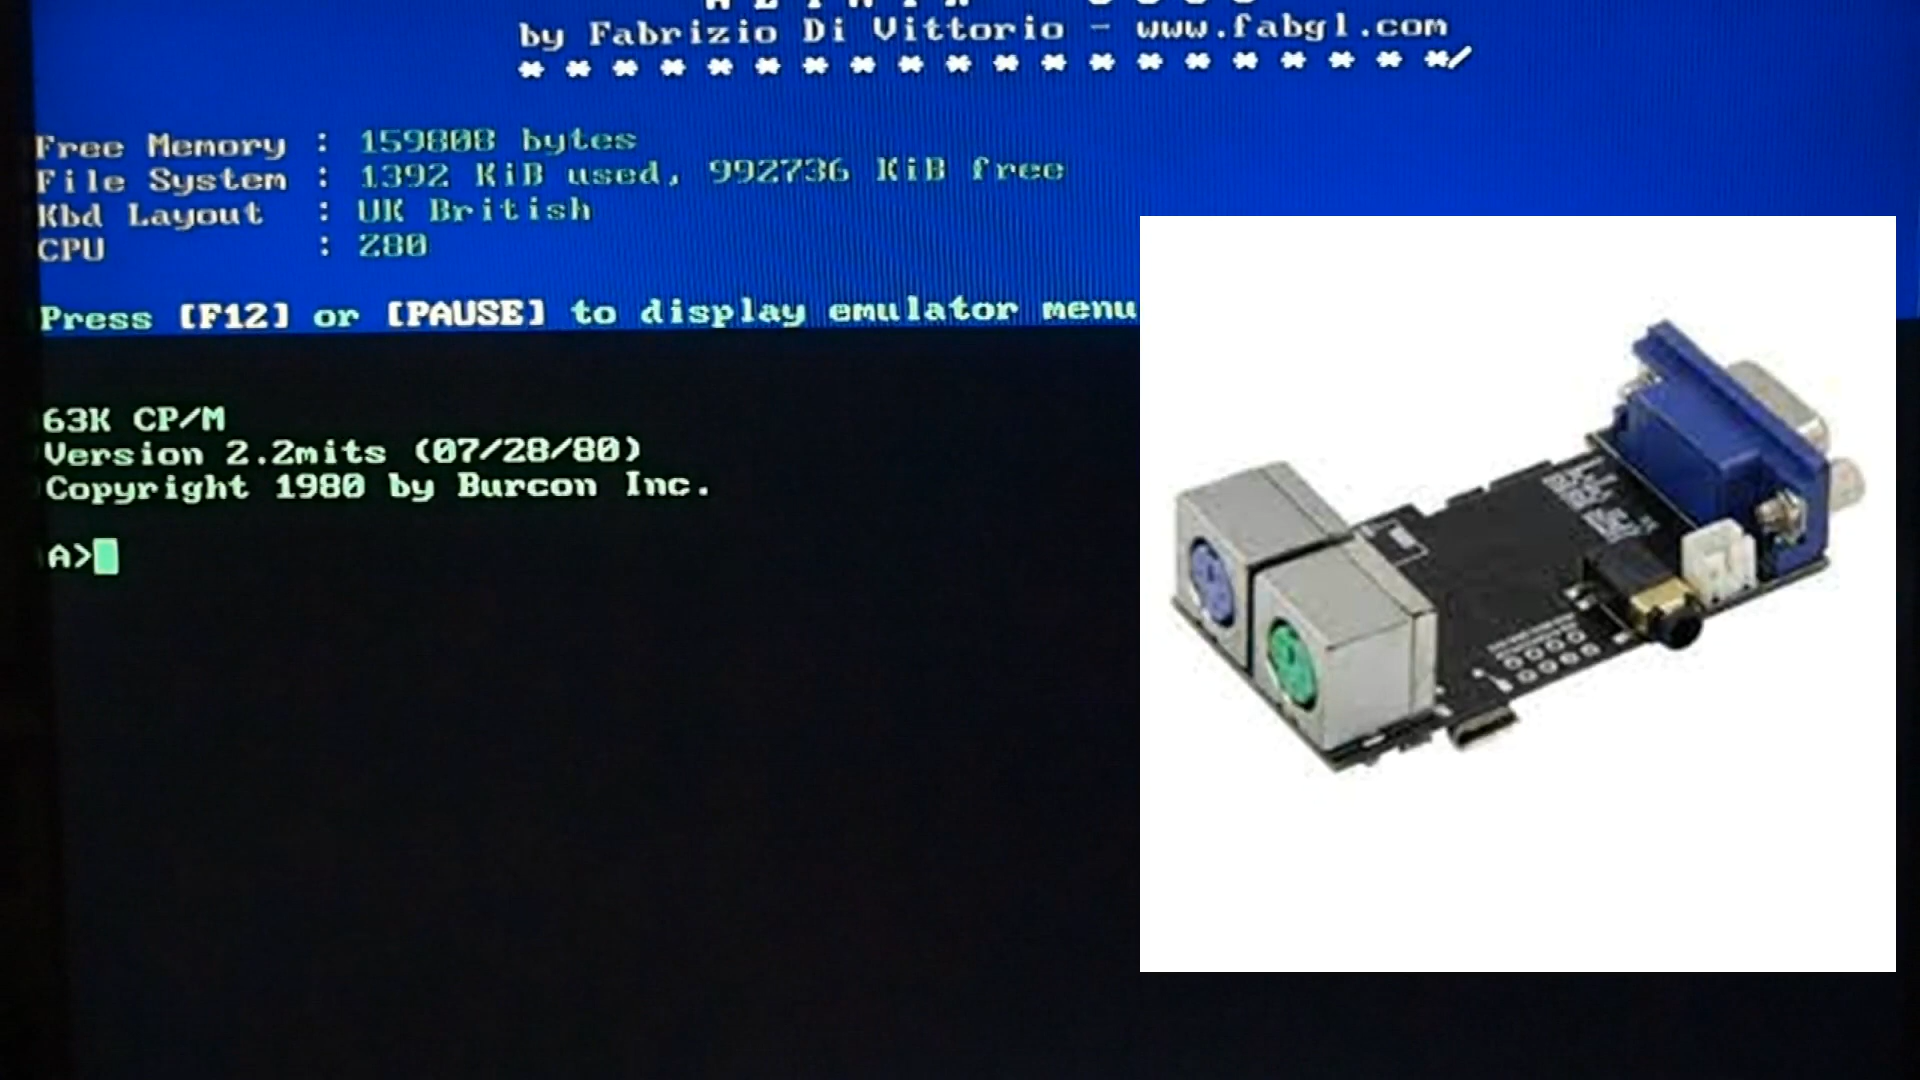 by Fabrizio Di Vittorio - www.fabgl.com
* * * * * * * * * * * * * * * * * * * */
Free Memory : 159808 bytes
File System : 1392 KiB used, 992736 KiB free
Kbd Layout : UK British
CPU : Z80
Press [F12] or [PAUSE] to display emulator menu
63K CP/M
Version 2.2mits (07/28/80)
Copyright 1980 by Burcon Inc.
A>